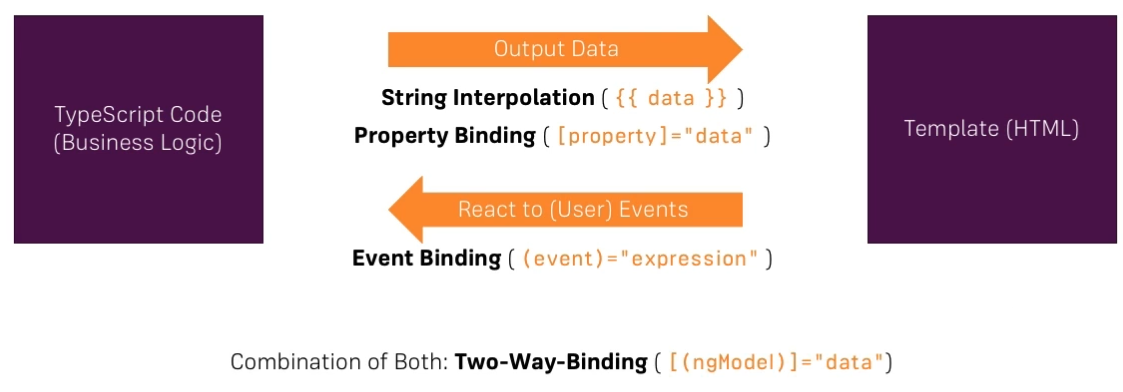 Output Data
TypeScript Code
(Business Logic)
String Interpolation ( {{ data }} )
Property Binding ( [property]="data" )
Template (HTML)
React to (User) Events
Event Binding ( (event)="expression" )
Combination of Both: Two-Way-Binding ( [(ngModel)]="data")